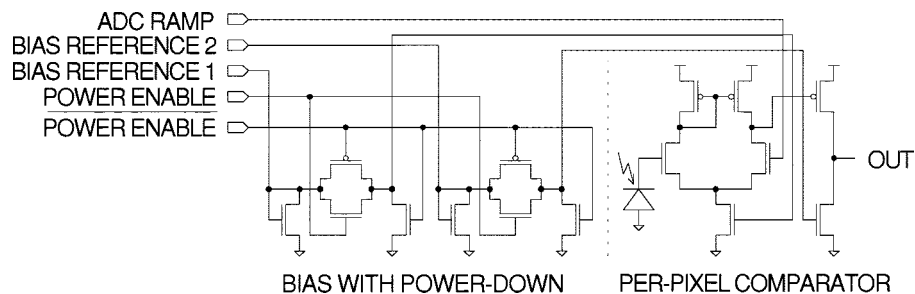 ADC RAMP
BIAS REFERENCE 2
BIAS REFERENCE 1
POWER ENABLE
POWER ENABLE
OUT
BIAS WITH POWER-DOWN
PER-PIXEL COMPARATOR